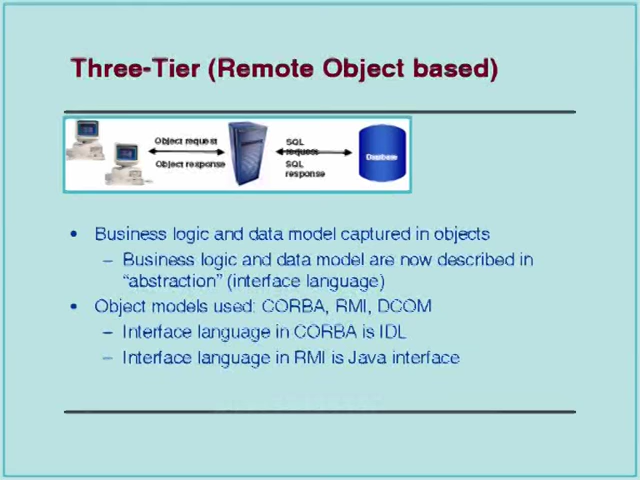 Three-Tier (Remote Object based)
Object request
Object response
SQL
request
SQL
response
Database
• Business logic and data model captured in objects
– Business logic and data model are now described in
“abstraction” (interface language)
• Object models used: CORBA, RMI, DCOM
– Interface language in CORBA is IDL
– Interface language in RMI is Java interface